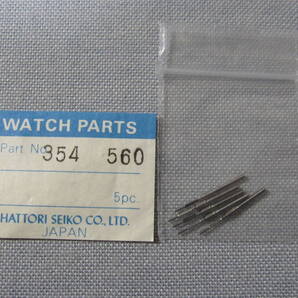 WATCH PARTS
Part No. 354 560
5pc.
HATTORI SEIKO CO., LTD.
JAPAN